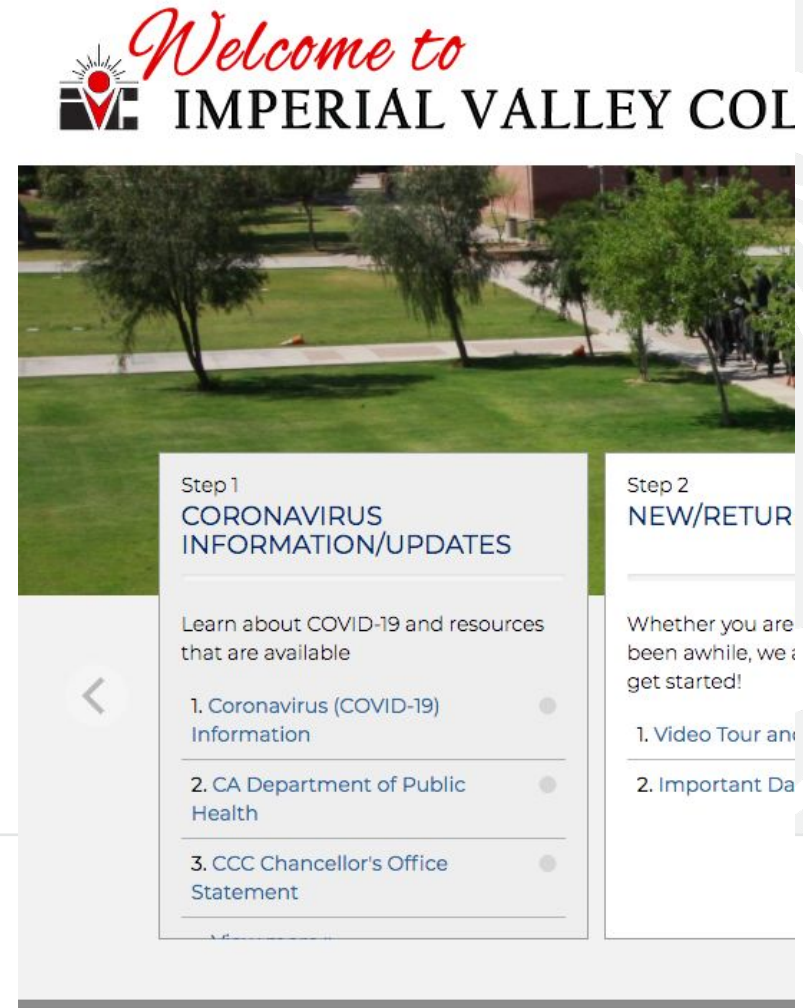 Welcome to
IVC IMPERIAL VALLEY COL
Step 1
CORONAVIRUS
INFORMATION/UPDATES
Learn about COVID-19 and resources
that are available
1. Coronavirus (COVID-19)
Information
2. CA Department of Public
Health
3. CCC Chancellor's Office
Statement
Step 2
NEW/RETUR
Whether you are
been awhile, we a
get started!
1. Video Tour and
2. Important Da